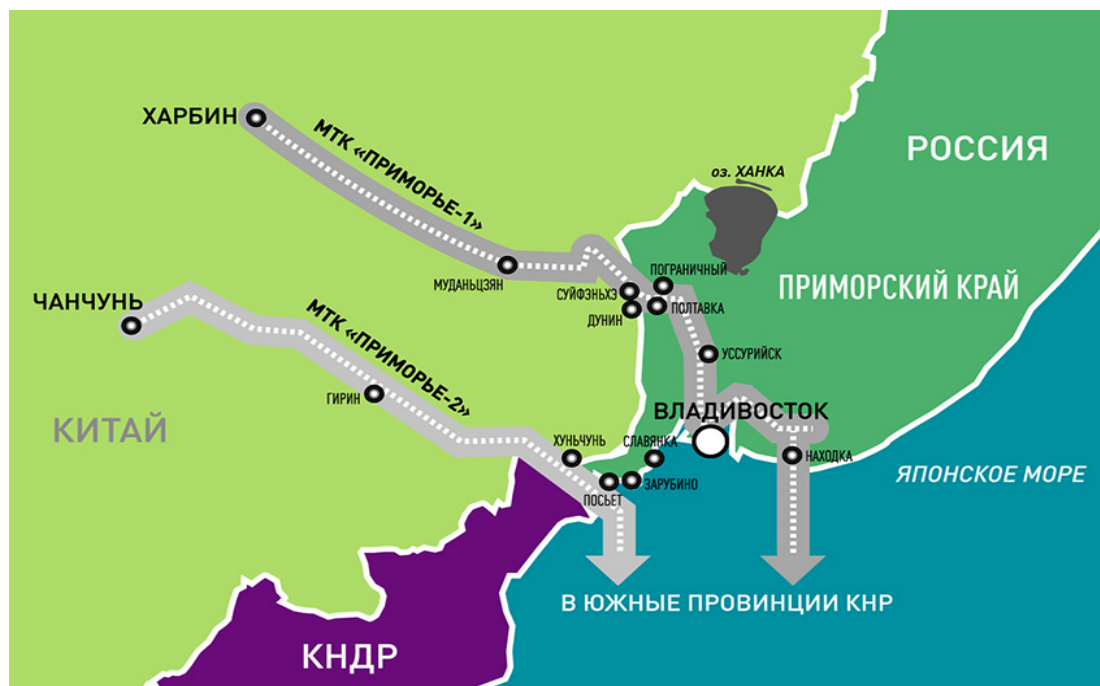 ХАРБИН
МТК «ПРИМОРЬЕ-1»
РОССИЯ
оз. ХАНКА
МУДАНЬЦЗЯН
СУЙФЭНЬХЭ
ПОГРАНИЧНЫЙ
ПРИМОРСКИЙ КРАЙ
ЧАНЧУНЬ
ДУНИН
ПОЛТАВКА
МТК «ПРИМОРЬЕ-2»
УССУРИЙСК
ГИРИН
КИТАЙ
ВЛАДИВОСТОК
ХУНЬЧУНЬ
СЛАВЯНКА
НАХОДКА
ЯПОНСКОЕ МОРЕ
ПОСЬЕТ
ЗАРУБИНО
В ЮЖНЫЕ ПРОВИНЦИИ КНР
КНДР